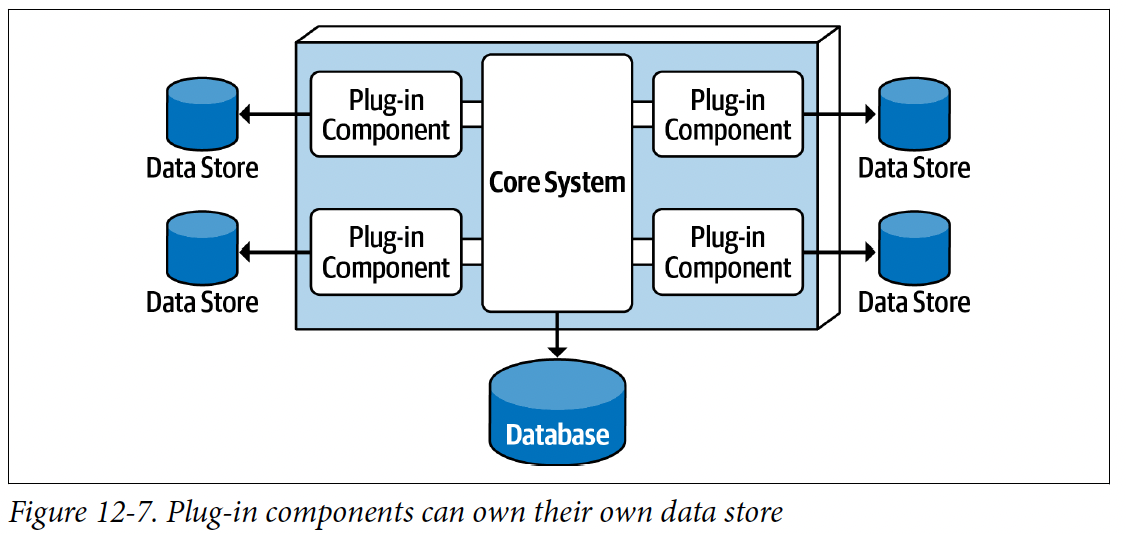 Plug-in
Component
Plug-in
Component
Data Store
Core System
Data Store
Plug-in
Component
Plug-in
Component
Data Store
Data Store
Database
Figure 12-7. Plug-in components can own their own data store